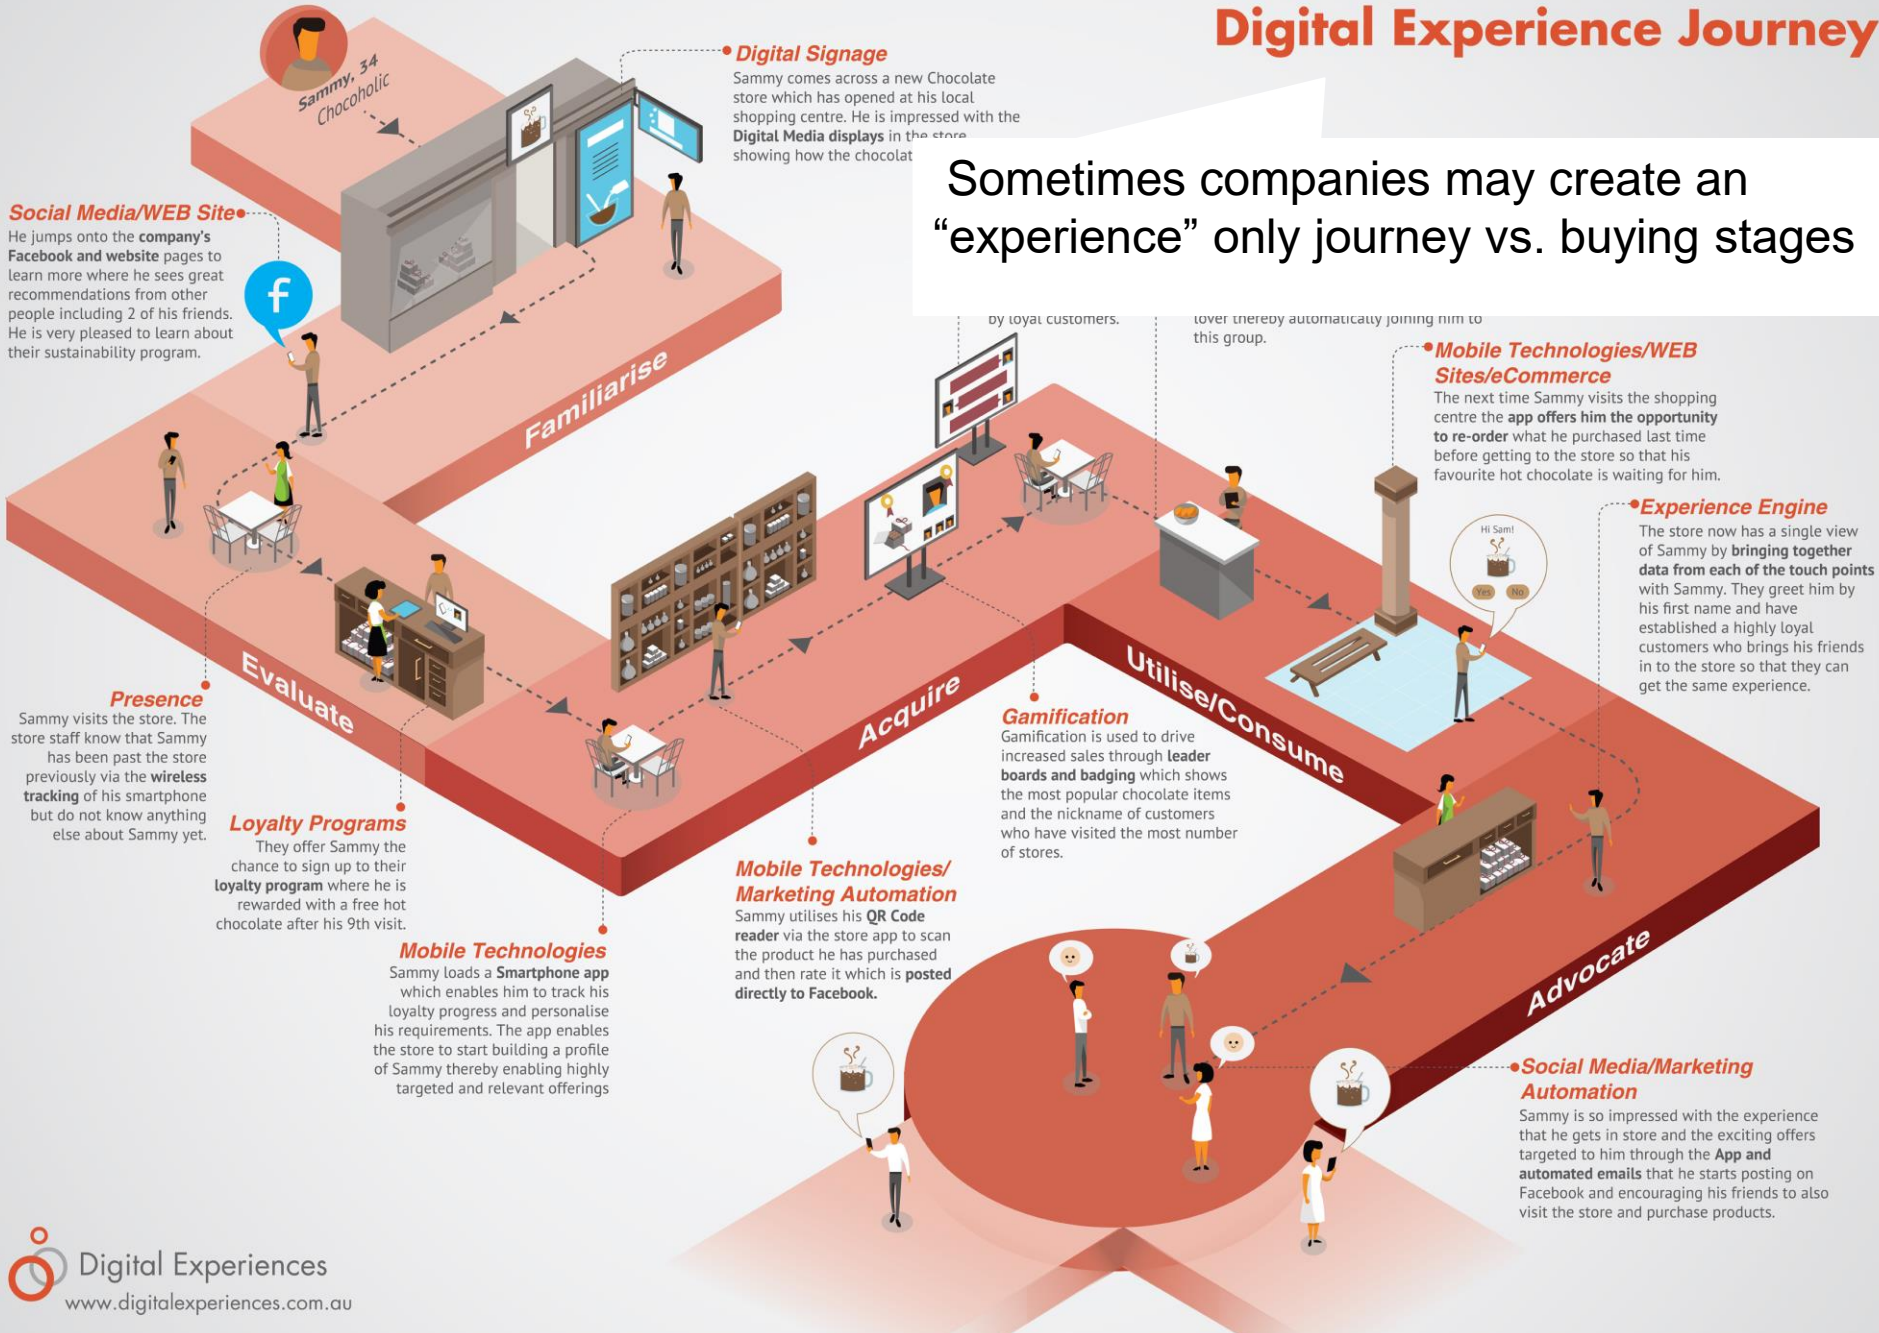 Digital Experience Journey
Sammy, 34
Chocoholic
Digital Signage
Sammy comes across a new Chocolate
store which has opened at his local
shopping centre. He is impressed with the
Digital Media displays in the store
showing how the chocolat
Sometimes companies may create an
“experience” only journey vs. buying stages
Social Media/WEB Site
He jumps onto the company's
Facebook and website pages to
learn more where he sees great
recommendations from other
people including 2 of his friends.
He is very pleased to learn about
their sustainability program.
f
Familiarise
by loyal customers.
lover thereby automatically joining him to
this group.
Mobile Technologies/WEB
Sites/eCommerce
The next time Sammy visits the shopping
centre the app offers him the opportunity
to re-order what he purchased last time
before getting to the store so that his
favourite hot chocolate is waiting for him.
Hi Sam!
Yes
No
Experience Engine
The store now has a single view
of Sammy by bringing together
data from each of the touch points
with Sammy. They greet him by
his first name and have
established a highly loyal
customers who brings his friends
in to the store so that they can
get the same experience.
Evaluate
Acquire
Utilise/Consume
Presence
Sammy visits the store. The
store staff know that Sammy
has been past the store
previously via the wireless
tracking of his smartphone
but do not know anything
else about Sammy yet.
Loyalty Programs
They offer Sammy the
chance to sign up to their
loyalty program where he is
rewarded with a free hot
chocolate after his 9th visit.
Mobile Technologies
Sammy loads a Smartphone app
which enables him to track his
loyalty progress and personalise
his requirements. The app enables
the store to start building a profile
of Sammy thereby enabling highly
targeted and relevant offerings
Mobile Technologies/
Marketing Automation
Sammy utilises his QR Code
reader via the store app to scan
the product he has purchased
and then rate it which is posted
directly to Facebook.
Gamification
Gamification is used to drive
increased sales through leader
boards and badging which shows
the most popular chocolate items
and the nickname of customers
who have visited the most number
of stores.
Advocate
Social Media/Marketing
Automation
Sammy is so impressed with the experience
that he gets in store and the exciting offers
targeted to him through the App and
automated emails that he starts posting on
Facebook and encouraging his friends to also
visit the store and purchase products.
Digital Experiences
www.digitalexperiences.com.au